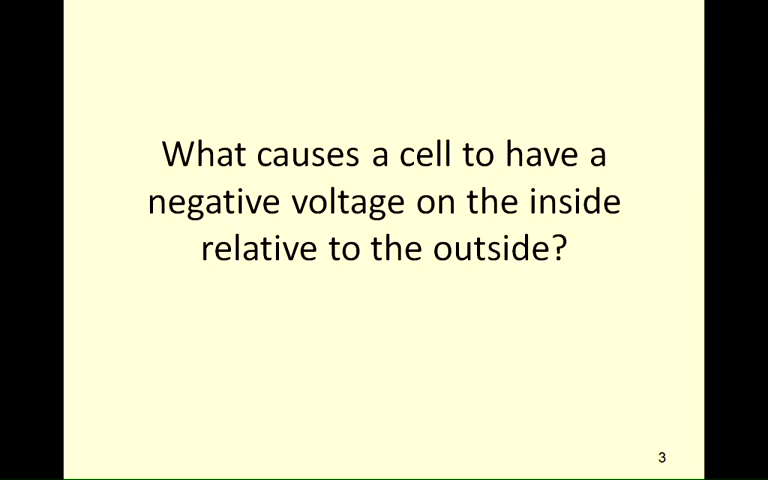 What causes a cell to have a
negative voltage on the inside
relative to the outside?
3